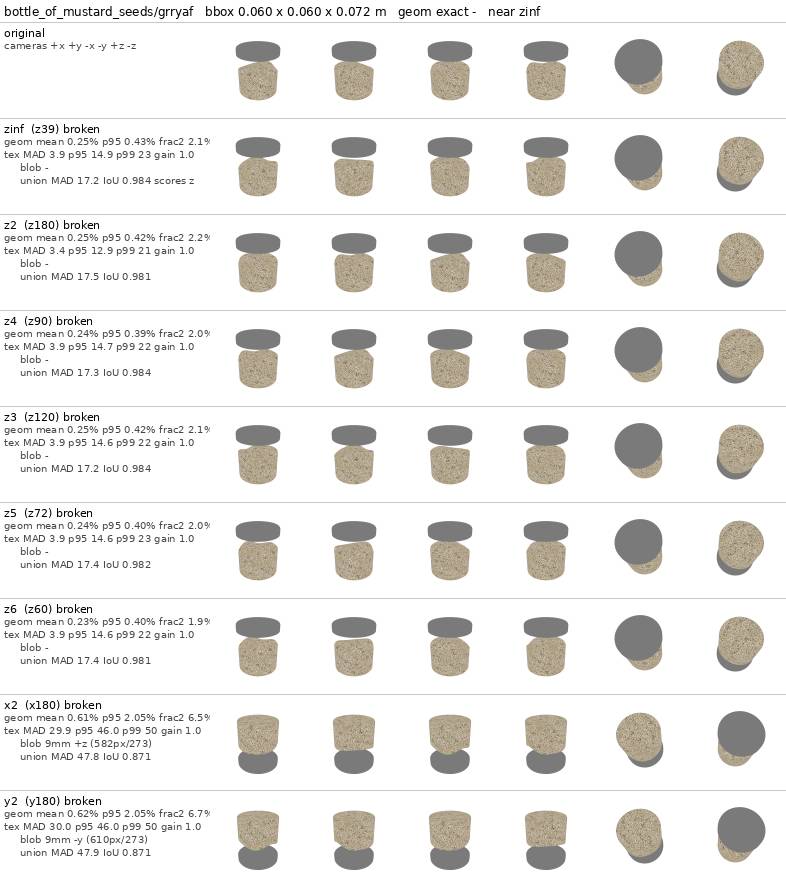 bottle_of_mustard_seeds/grryaf bbox 0.060 x 0.060 x 0.072 m geom exact - near zinf
original
cameras +x +y -x -y +z -z
zinf (z39) broken
geom mean 0.25% p95 0.43% frac2 2.1%
tex MAD 3.9 p95 14.9 p99 23 gain 1.0
blob -
union MAD 17.2 IoU 0.984 scores z
z2 (z180) broken
geom mean 0.25% p95 0.42% frac2 2.2%
tex MAD 3.4 p95 12.9 p99 21 gain 1.0
blob -
union MAD 17.5 IoU 0.981
z4 (z90) broken
geom mean 0.24% p95 0.39% frac2 2.0%
tex MAD 3.9 p95 14.7 p99 22 gain 1.0
blob -
union MAD 17.3 IoU 0.984
z3 (z120) broken
geom mean 0.25% p95 0.42% frac2 2.1%
tex MAD 3.9 p95 14.6 p99 22 gain 1.0
blob -
union MAD 17.2 IoU 0.984
z5 (z72) broken
geom mean 0.24% p95 0.40% frac2 2.0%
tex MAD 3.9 p95 14.6 p99 23 gain 1.0
blob -
union MAD 17.4 IoU 0.982
z6 (z60) broken
geom mean 0.23% p95 0.40% frac2 1.9%
tex MAD 3.9 p95 14.6 p99 22 gain 1.0
blob -
union MAD 17.4 IoU 0.981
x2 (x180) broken
geom mean 0.61% p95 2.05% frac2 6.5%
tex MAD 29.9 p95 46.0 p99 50 gain 1.0
blob 9mm +z (582px/273)
union MAD 47.8 IoU 0.871
y2 (y180) broken
geom mean 0.62% p95 2.05% frac2 6.7%
tex MAD 30.0 p95 46.0 p99 50 gain 1.0
blob 9mm -y (610px/273)
union MAD 47.9 IoU 0.871